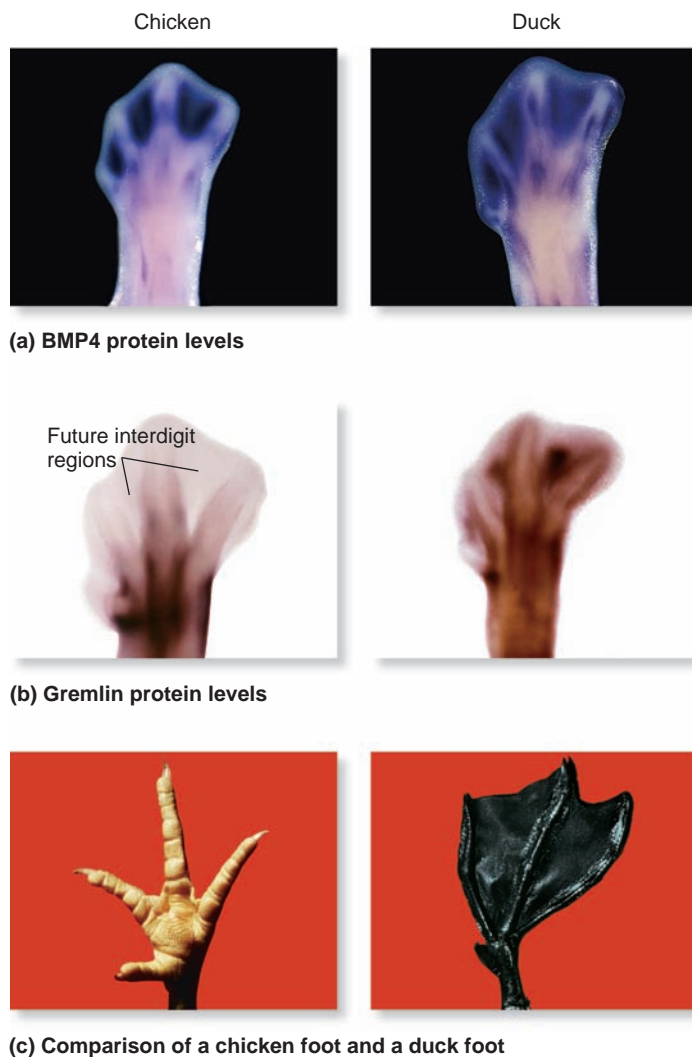 Chicken
Duck
(a) BMP4 protein levels
Future interdigit
regions
(b) Gremlin protein levels
(c) Comparison of a chicken foot and a duck foot